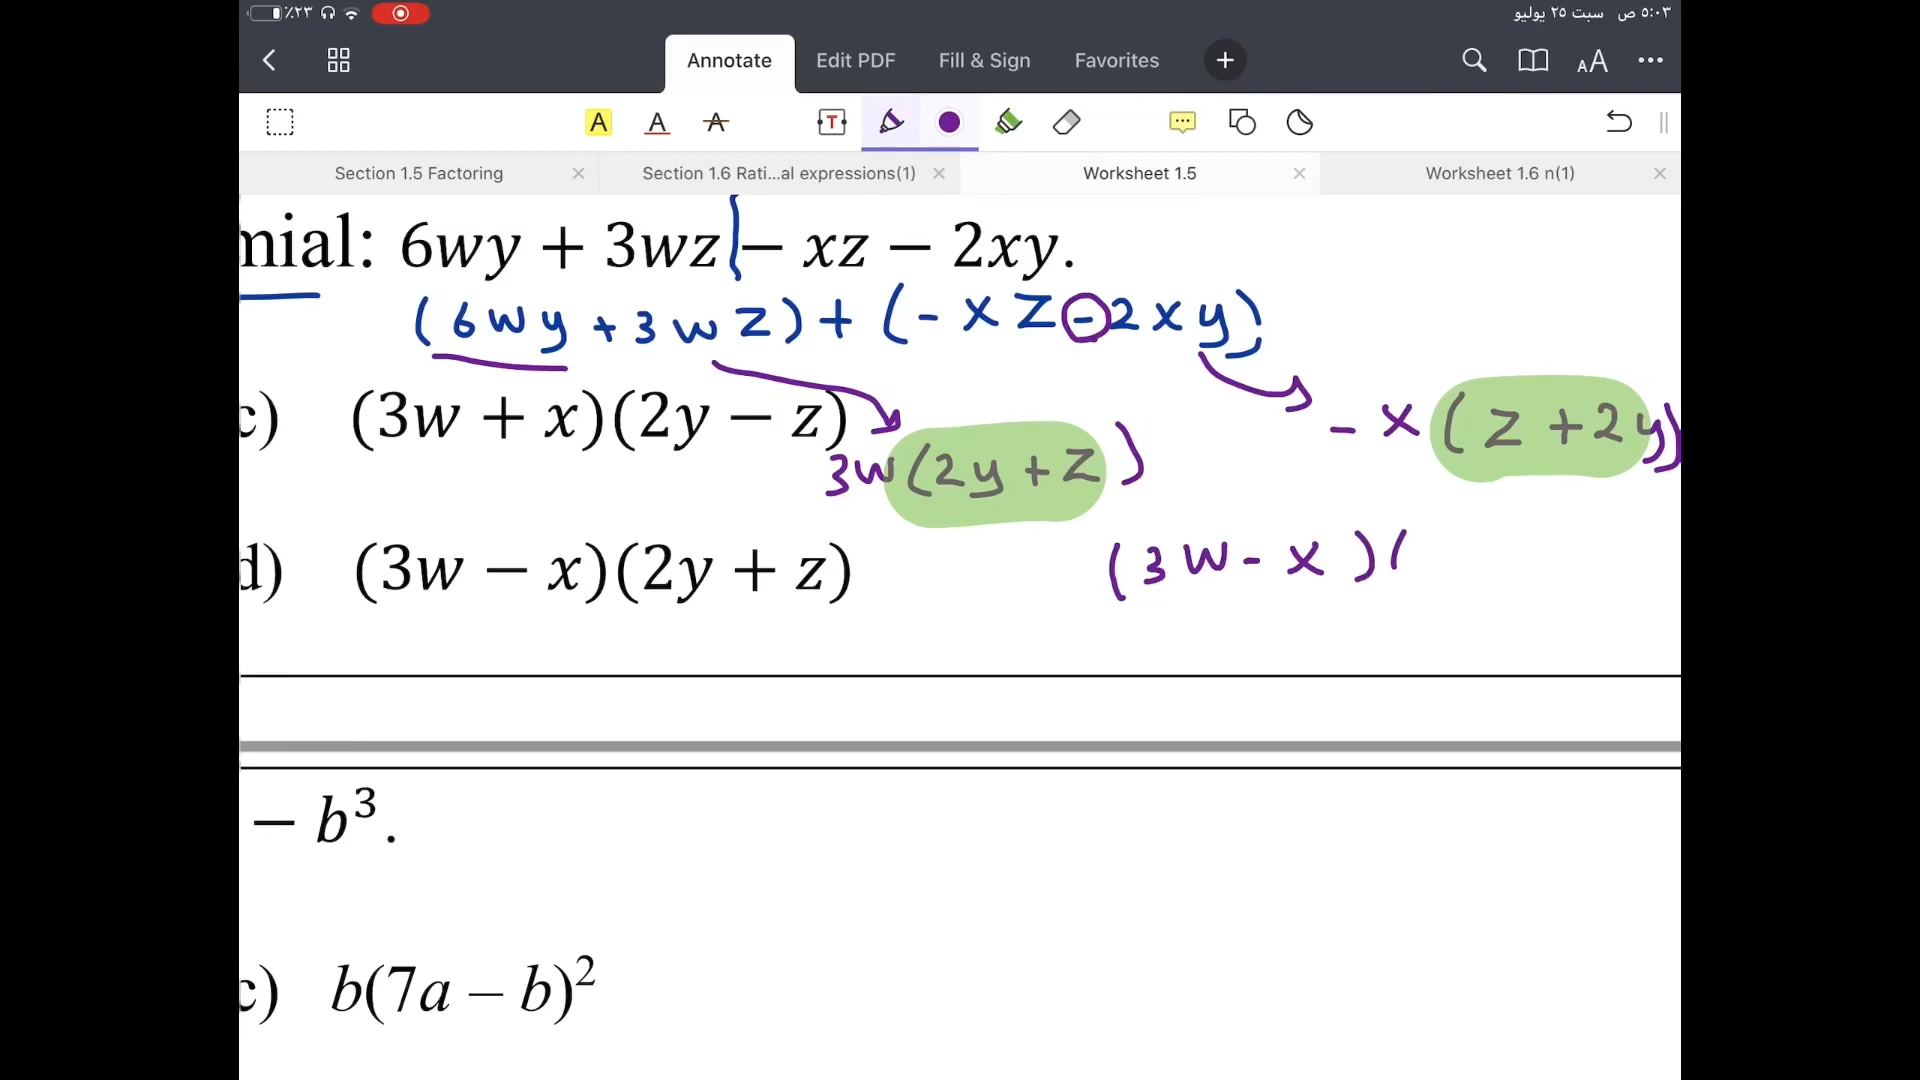 ٪٢٣
٥:٠٣ ص سبت ٢٥ يوليو
Annotate Edit PDF Fill & Sign Favorites
Section 1.5 Factoring Section 1.6 Rati...al expressions(1) Worksheet 1.5 Worksheet 1.6 n(1)
mial: 6wy + 3wz − xz − 2xy.
(6wy + 3wz) + (-xz - 2xy)
c) (3w + x)(2y − z)
3w(2y + z) - x(z + 2y)
d) (3w − x)(2y + z)
(3w - x)(
− b³.
c) b(7a – b)²